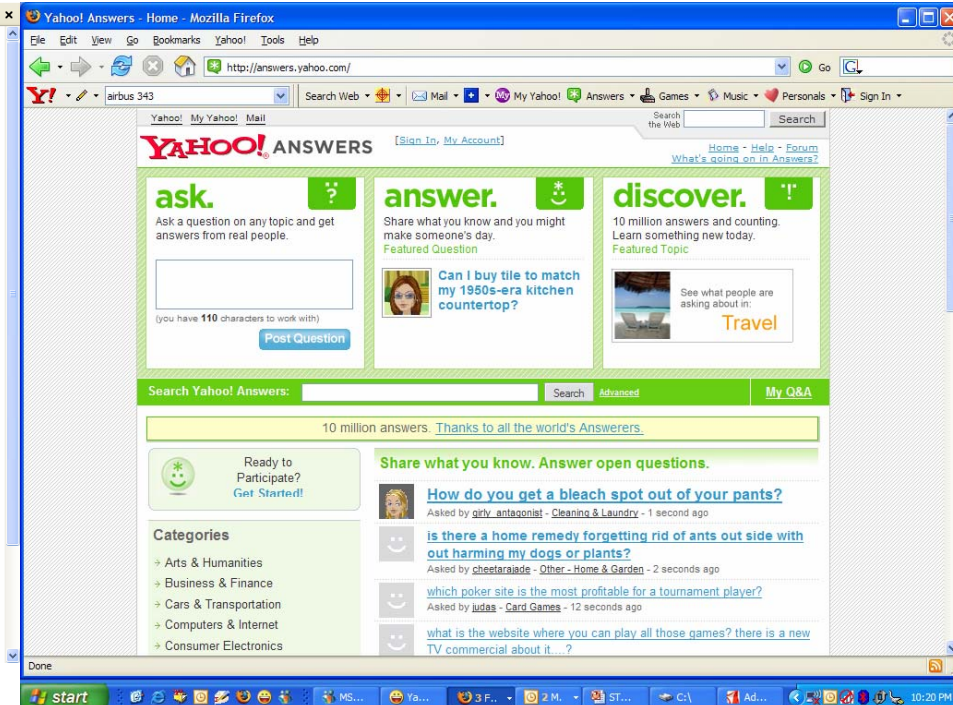 Yahoo! Answers - Home - Mozilla Firefox
File Edit View Go Bookmarks Yahoo! Tools Help
http://answers.yahoo.com/ Go G
Y! airbus 343 Search Web Mail My Yahoo! Answers Games Music Personals Sign In
Yahoo! My Yahoo! Mail
Search the Web Search
YAHOO! ANSWERS [Sign In, My Account]
Home - Help - Forum
What's going on in Answers?
ask.
Ask a question on any topic and get
answers from real people.
(you have 110 characters to work with)
Post Question
answer.
Share what you know and you might
make someone's day.
Featured Question
Can I buy tile to match
my 1950s-era kitchen
countertop?
discover.
10 million answers and counting.
Learn something new today.
Featured Topic
See what people are
asking about in:
Travel
Search Yahoo! Answers: Search Advanced My Q&A
10 million answers. Thanks to all the world's Answerers.
Ready to
Participate?
Get Started!
Categories
Arts & Humanities
Business & Finance
Cars & Transportation
Computers & Internet
Consumer Electronics
Share what you know. Answer open questions.
How do you get a bleach spot out of your pants?
Asked by girly_antagonist - Cleaning & Laundry - 1 second ago
is there a home remedy forgetting rid of ants out side with
out harming my dogs or plants?
Asked by cheetarajade - Other - Home & Garden - 2 seconds ago
which poker site is the most profitable for a tournament player?
Asked by judas - Card Games - 12 seconds ago
what is the website where you can play all those games? there is a new
TV commercial about it....?
Done
start MS... Ya... 3 F... 2 M... ST... C:\ Ad... 10:20 PM